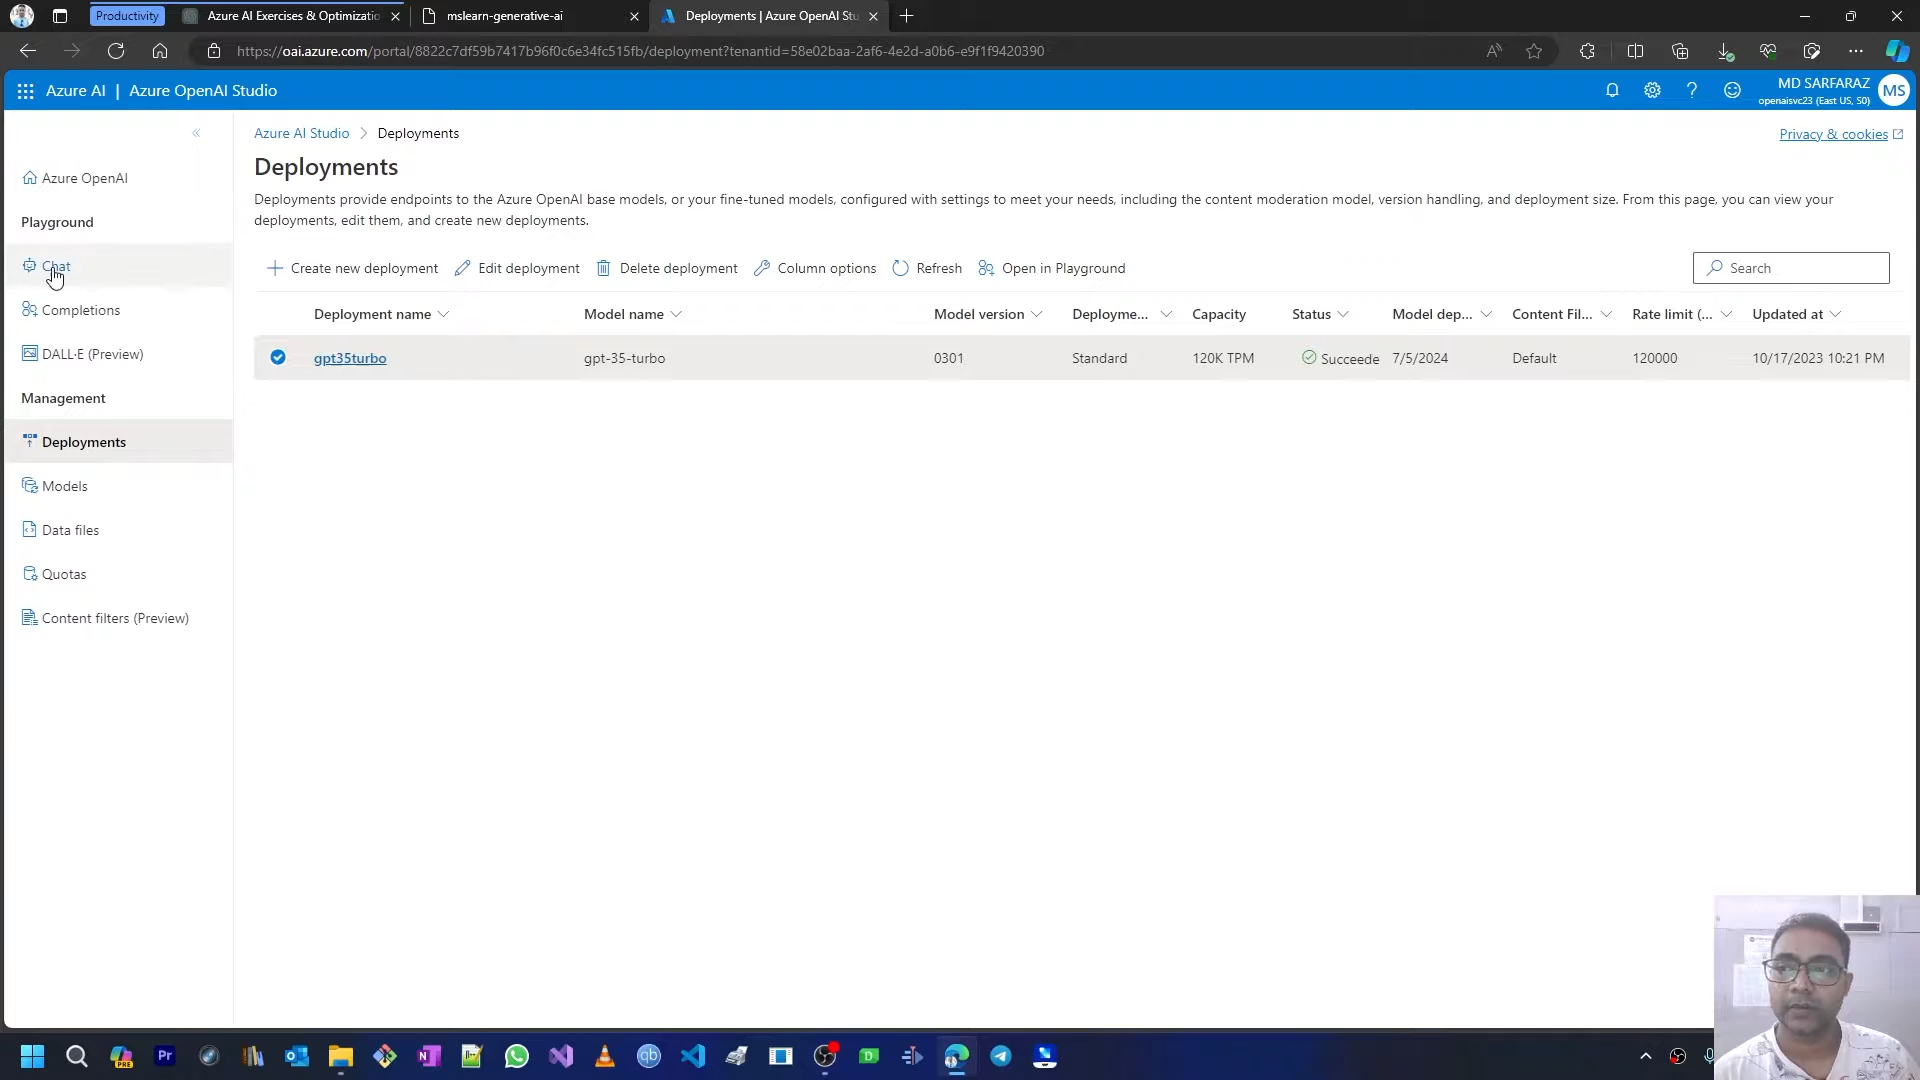 Productivity
Azure AI Exercises & Optimizatio
mslearn-generative-ai
Deployments | Azure OpenAI Stu
https://oai.azure.com/portal/8822c7df59b7417b96f0c6e34fc515fb/deployment?tenantid=58e02baa-2af6-4e2d-a0b6-e9f1f9420390
Azure AI | Azure OpenAI Studio
MD SARFARAZ
openaisvc23 (East US, S0)
MS
Azure AI Studio > Deployments
Privacy & cookies
Deployments
Deployments provide endpoints to the Azure OpenAI base models, or your fine-tuned models, configured with settings to meet your needs, including the content moderation model, version handling, and deployment size. From this page, you can view your
deployments, edit them, and create new deployments.
Azure OpenAI
Playground
Chat
Completions
DALL·E (Preview)
Management
Deployments
Models
Data files
Quotas
Content filters (Preview)
Create new deployment Edit deployment Delete deployment Column options Refresh Open in Playground Search
Deployment name Model name Model version Deployme... Capacity Status Model dep... Content Fil... Rate limit (... Updated at
gpt35turbo gpt-35-turbo 0301 Standard 120K TPM Succeede 7/5/2024 Default 120000 10/17/2023 10:21 PM